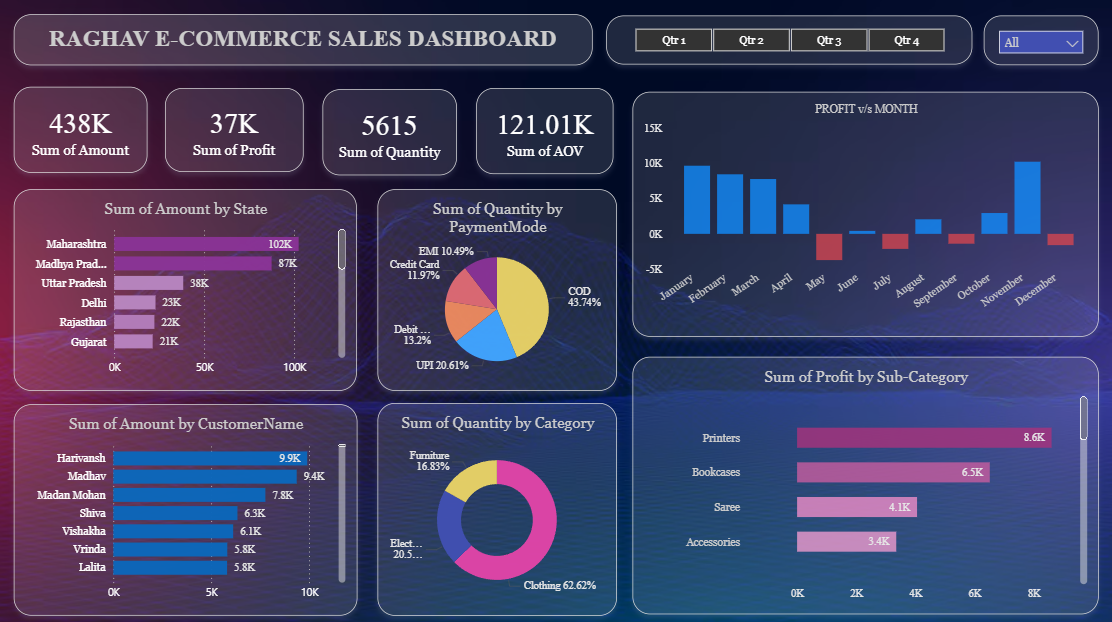 RAGHAV E-COMMERCE SALES DASHBOARD
Qtr 1
Qtr 2
Qtr 3
Qtr 4
All
438K
Sum of Amount
37K
Sum of Profit
5615
Sum of Quantity
121.01K
Sum of AOV
PROFIT v/s MONTH
15K
10K
5K
0K
-5K
January
February
March
April
May
June
July
August
September
October
November
December
Sum of Amount by State
Maharashtra
102K
Madhya Prad...
87K
Uttar Pradesh
38K
Delhi
23K
Rajasthan
22K
Gujarat
21K
0K
50K
100K
Sum of Quantity by
PaymentMode
EMI 10.49%
Credit Card
11.97%
Debit ...
13.2%
UPI 20.61%
COD
43.74%
Sum of Profit by Sub-Category
Printers
8.6K
Bookcases
6.5K
Saree
4.1K
Accessories
3.4K
0K
2K
4K
6K
8K
Sum of Amount by CustomerName
Harivansh
9.9K
Madhav
9.4K
Madan Mohan
7.8K
Shiva
6.3K
Vishakha
6.1K
Vrinda
5.8K
Lalita
5.8K
0K
5K
10K
Sum of Quantity by Category
Furniture
16.83%
Elect...
20.5...
Clothing 62.62%